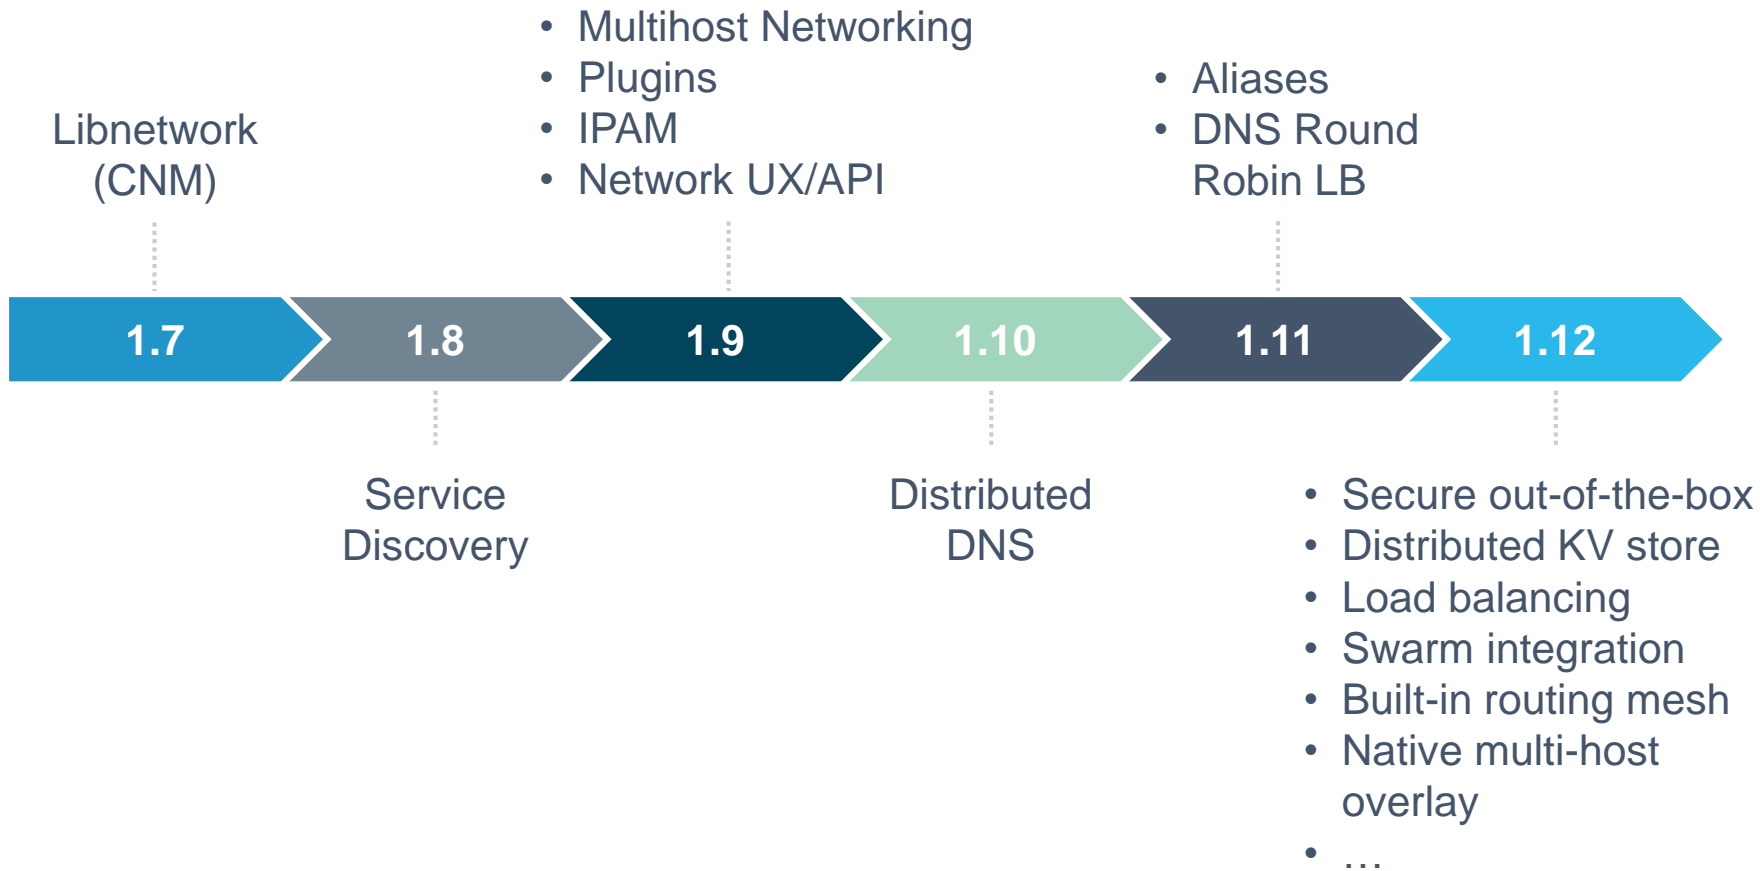 • Multihost Networking
• Plugins
• IPAM
• Network UX/API
• Aliases
• DNS Round
Robin LB
Libnetwork
(CNM)
1.7
1.8
1.9
1.10
1.11
1.12
Service
Discovery
Distributed
DNS
• Secure out-of-the-box
• Distributed KV store
• Load balancing
• Swarm integration
• Built-in routing mesh
• Native multi-host
overlay
• …